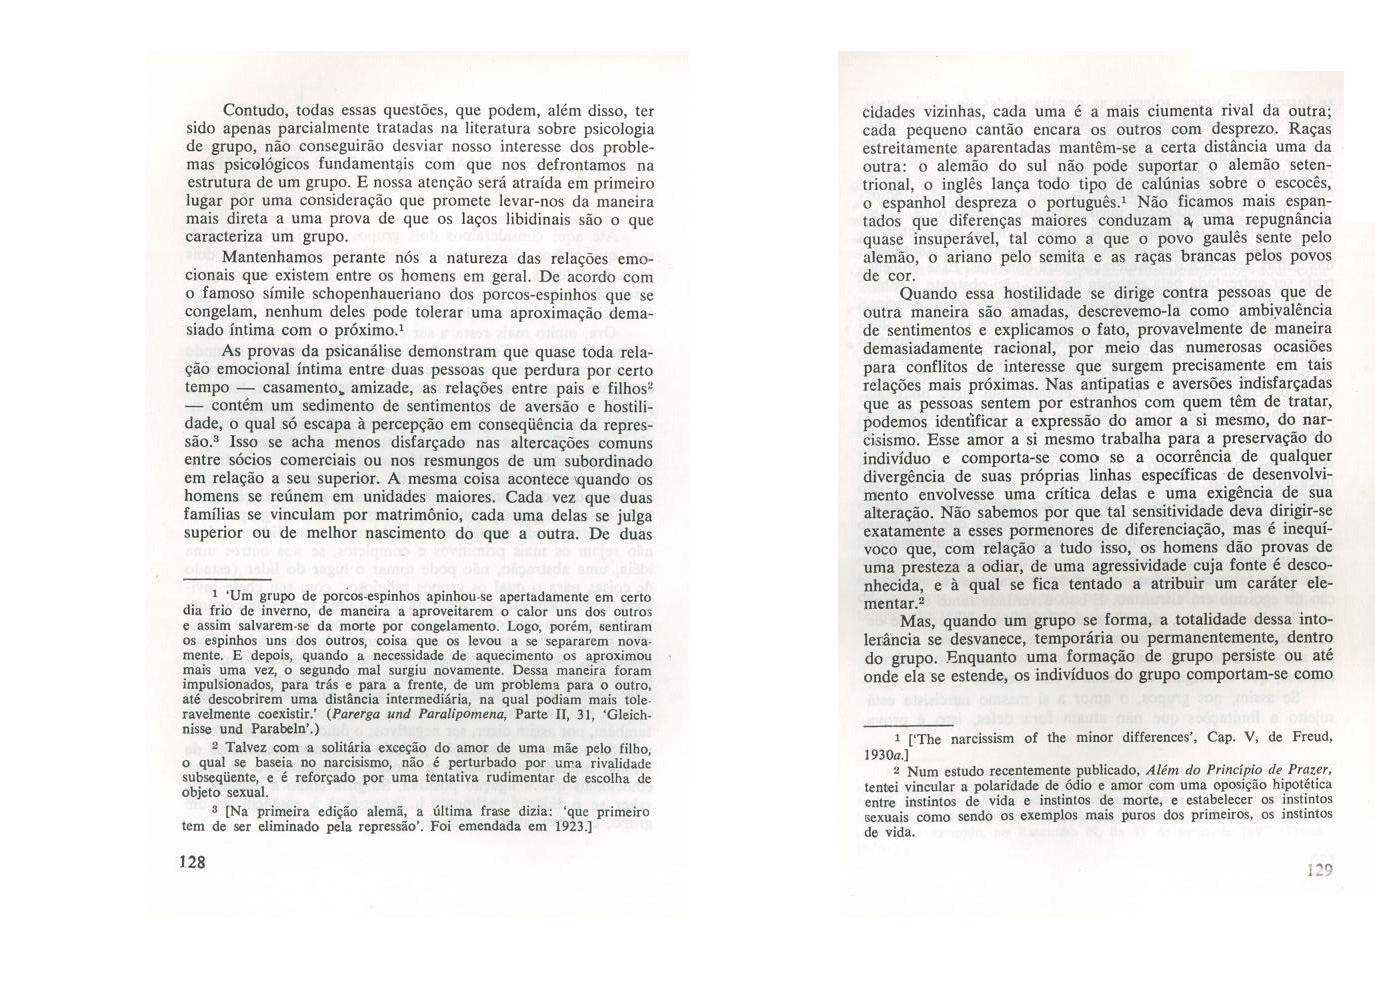 Contudo, todas essas questões, que podem, além disso, ter
sido apenas parcialmente tratadas na literatura sobre psicologia
de grupo, não conseguirão desviar nosso interesse dos proble-
mas psicológicos fundamentais com que nos defrontamos na
estrutura de um grupo. E nossa atenção será atraída em primeiro
lugar por uma consideração que promete levar-nos da maneira
mais direta a uma prova de que os laços libidinais são o que
caracteriza um grupo.
Mantenhamos perante nós a natureza das relações emo-
cionais que existem entre os homens em geral. De acordo com
o famoso símile schopenhaueriano dos porcos-espinhos que se
congelam, nenhum deles pode tolerar uma aproximação dema-
siado íntima com o próximo.¹
As provas da psicanálise demonstram que quase toda rela-
ção emocional íntima entre duas pessoas que perdura por certo
tempo — casamento, amizade, as relações entre pais e filhos²
— contém um sedimento de sentimentos de aversão e hostili-
dade, o qual só escapa à percepção em conseqüência da repres-
são.³ Isso se acha menos disfarçado nas altercações comuns
entre sócios comerciais ou nos resmungos de um subordinado
em relação a seu superior. A mesma coisa acontece quando os
homens se reúnem em unidades maiores. Cada vez que duas
famílias se vinculam por matrimônio, cada uma delas se julga
superior ou de melhor nascimento do que a outra. De duas
¹ 'Um grupo de porcos-espinhos apinhou-se apertadamente em certo
dia frio de inverno, de maneira a aproveitarem o calor uns dos outros
e assim salvarem-se da morte por congelamento. Logo, porém, sentiram
os espinhos uns dos outros, coisa que os levou a se separarem nova-
mente. E depois, quando a necessidade de aquecimento os aproximou
mais uma vez, o segundo mal surgiu novamente. Dessa maneira foram
impulsionados, para trás e para a frente, de um problema para o outro,
até descobrirem uma distância intermediária, na qual podiam mais tole-
ravelmente coexistir.' (Parerga und Paralipomena, Parte II, 31, 'Gleich-
nisse und Parabeln'.)
² Talvez com a solitária exceção do amor de uma mãe pelo filho,
o qual se baseia no narcisismo, não é perturbado por uma rivalidade
subseqüente, e é reforçado por uma tentativa rudimentar de escolha de
objeto sexual.
³ [Na primeira edição alemã, a última frase dizia: 'que primeiro
tem de ser eliminado pela repressão'. Foi emendada em 1923.]
128
cidades vizinhas, cada uma é a mais ciumenta rival da outra;
cada pequeno cantão encara os outros com desprezo. Raças
estreitamente aparentadas mantêm-se a certa distância uma da
outra: o alemão do sul não pode suportar o alemão seten-
trional, o inglês lança todo tipo de calúnias sobre o escocês,
o espanhol despreza o português.¹ Não ficamos mais espan-
tados que diferenças maiores conduzam a uma repugnância
quase insuperável, tal como a que o povo gaulês sente pelo
alemão, o ariano pelo semita e as raças brancas pelos povos
de cor.
Quando essa hostilidade se dirige contra pessoas que de
outra maneira são amadas, descrevemo-la como ambivalência
de sentimentos e explicamos o fato, provavelmente de maneira
demasiadamente racional, por meio das numerosas ocasiões
para conflitos de interesse que surgem precisamente em tais
relações mais próximas. Nas antipatias e aversões indisfarçadas
que as pessoas sentem por estranhos com quem têm de tratar,
podemos identificar a expressão do amor a si mesmo, do nar-
cisismo. Esse amor a si mesmo trabalha para a preservação do
indivíduo e comporta-se como se a ocorrência de qualquer
divergência de suas próprias linhas específicas de desenvolvi-
mento envolvesse uma crítica delas e uma exigência de sua
alteração. Não sabemos por que tal sensitividade deva dirigir-se
exatamente a esses pormenores de diferenciação, mas é inequí-
voco que, com relação a tudo isso, os homens dão provas de
uma presteza a odiar, de uma agressividade cuja fonte é desco-
nhecida, e à qual se fica tentado a atribuir um caráter ele-
mentar.²
Mas, quando um grupo se forma, a totalidade dessa into-
lerância se desvanece, temporária ou permanentemente, dentro
do grupo. Enquanto uma formação de grupo persiste ou até
onde ela se estende, os indivíduos do grupo comportam-se como
¹ ['The narcissism of the minor differences', Cap. V, de Freud,
1930a.]
² Num estudo recentemente publicado, Além do Princípio de Prazer,
tentei vincular a polaridade de ódio e amor com uma oposição hipotética
entre instintos de vida e instintos de morte, e estabelecer os instintos
sexuais como sendo os exemplos mais puros dos primeiros, os instintos
de vida.
129